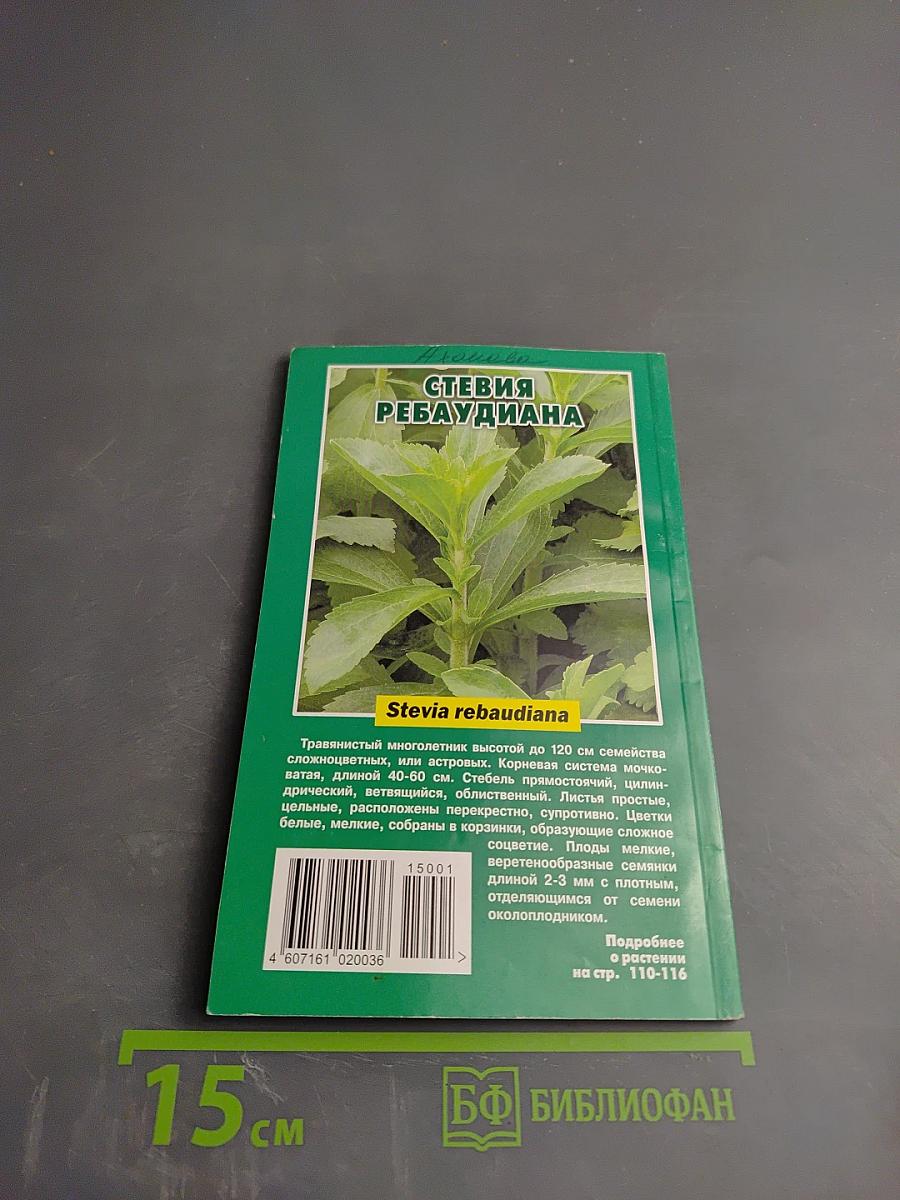 СТЕВИЯ
РЕБАУДИАНА
Stevia rebaudiana
Травянистый многолетник высотой до 120 см семейства
сложноцветных, или астровых. Корневая система мочко-
ватая, длиной 40-60 см. Стебель прямостоячий, цилин-
дрический, ветвящийся, облиственный. Листья простые,
цельные, расположены перекрестно, супротивно. Цветки
белые, мелкие, собраны в корзинки, образующие сложное
соцветие. Плоды мелкие,
веретенообразные семянки
длиной 2-3 мм с плотным,
отделяющимся от семени
околоплодником.
15001
4 607161 020036 >
Подробнее
о растении
на стр. 110-116
15 см
БФ БИБЛИОФАН